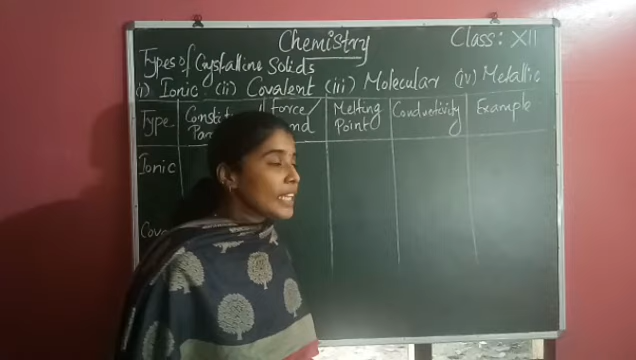 Chemistry
Class: XII
Types of Crystalline Solids
(i) Ionic (ii) Covalent (iii) Molecular (iv) Metallic
Type Force/ Melting Point Conductivity Example
Ionic